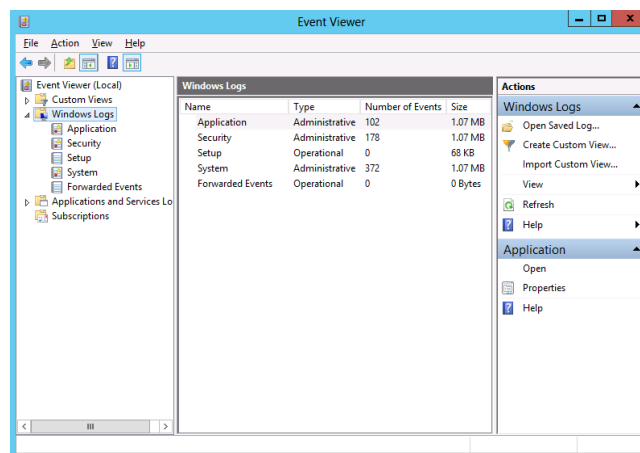 Event Viewer
File Action View Help
Event Viewer (Local)
Custom Views
Windows Logs
Application
Security
Setup
System
Forwarded Events
Applications and Services Lo
Subscriptions
Windows Logs
Name Type Number of Events Size
Application Administrative 102 1.07 MB
Security Administrative 178 1.07 MB
Setup Operational 0 68 KB
System Administrative 372 1.07 MB
Forwarded Events Operational 0 0 Bytes
Actions
Windows Logs
Open Saved Log...
Create Custom View...
Import Custom View...
View
Refresh
Help
Application
Open
Properties
Help